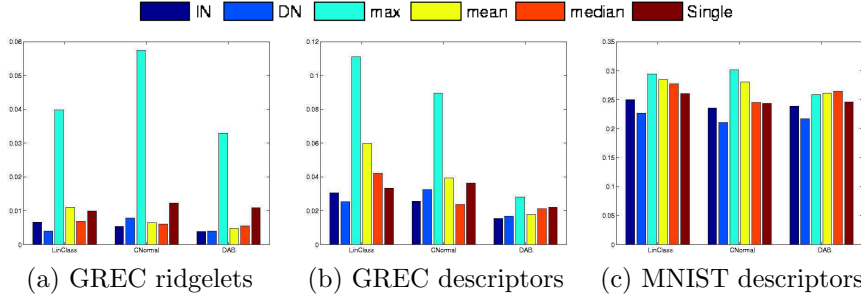 IN DN max mean median Single
0.06 0.05 0.04 0.03 0.02 0.01 0
LinClass CNormal DAB
0.12 0.1 0.08 0.06 0.04 0.02 0
LinClass CNormal DAB
0.35 0.3 0.25 0.2 0.15 0.1 0.05 0
LinClass CNormal DAB
(a) GREC ridgelets (b) GREC descriptors (c) MNIST descriptors